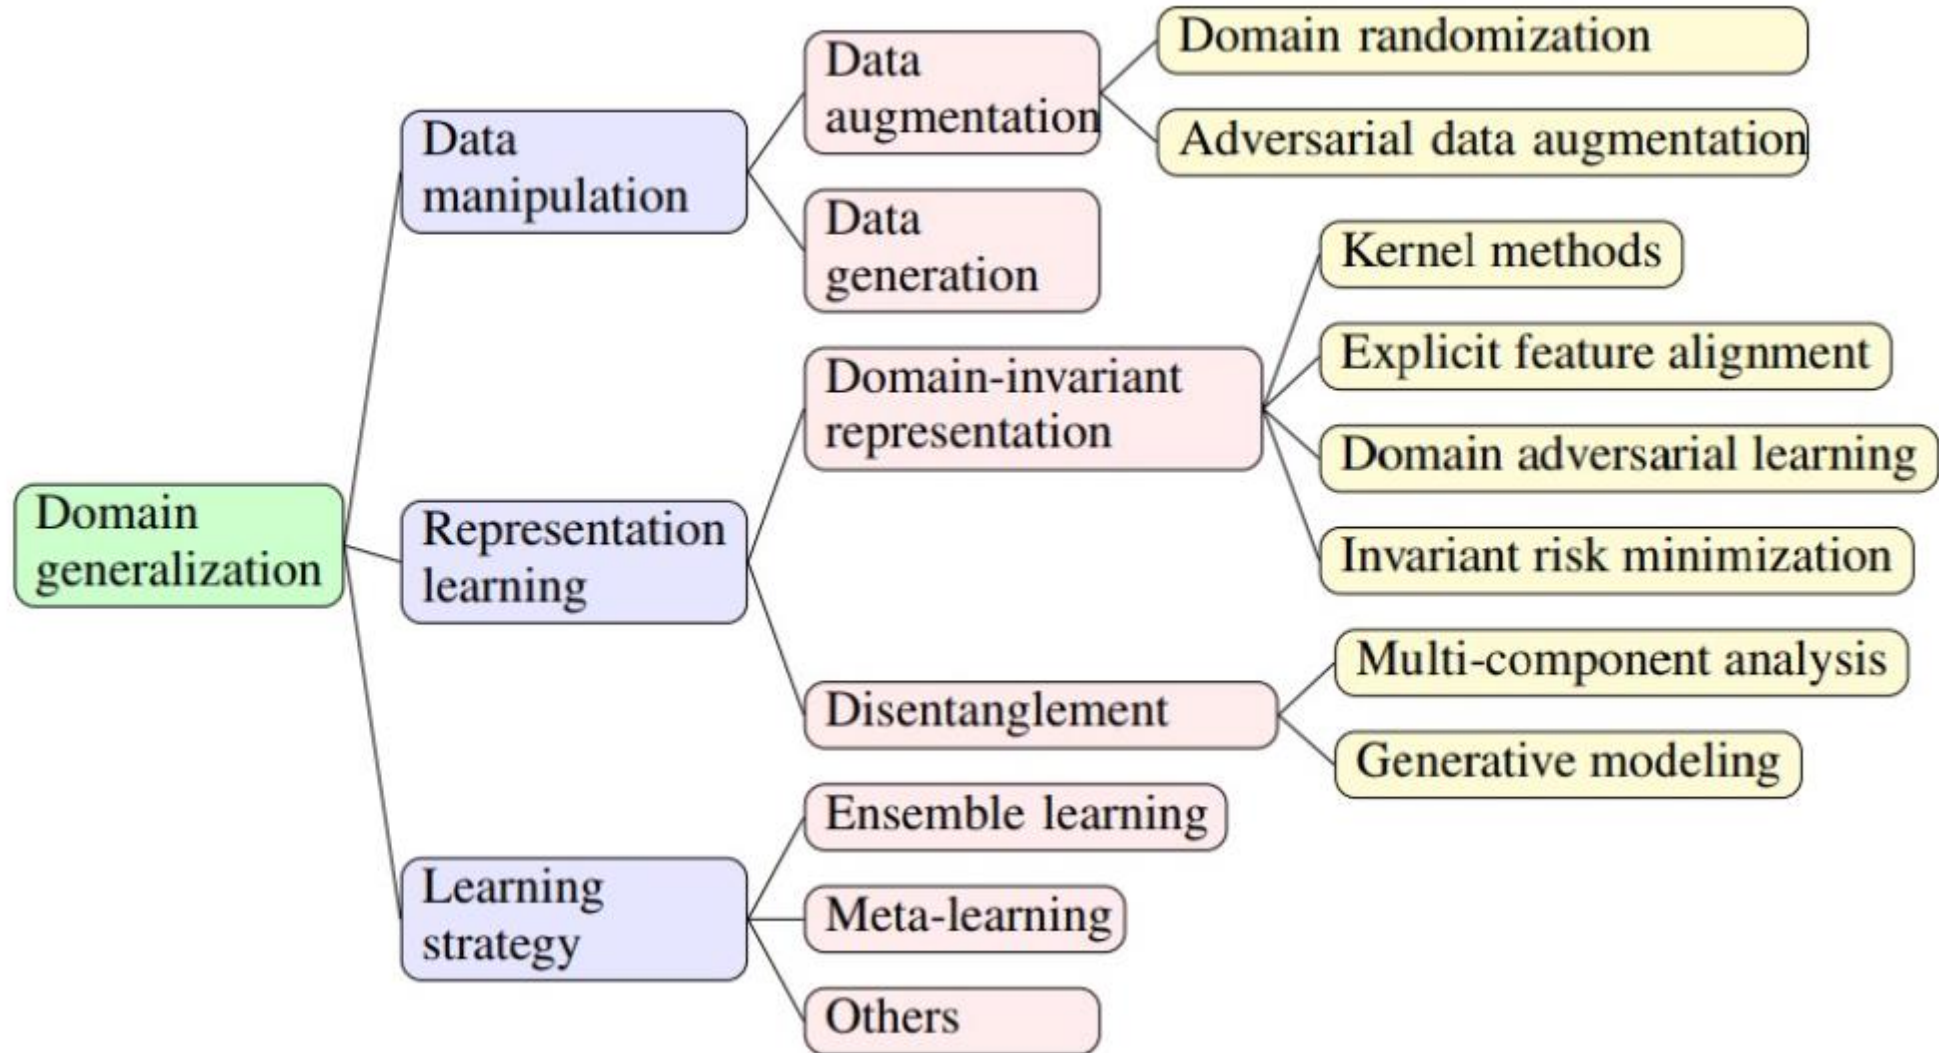 Domain
generalization
Data
manipulation
Data
augmentation
Domain randomization
Adversarial data augmentation
Data
generation
Representation
learning
Domain-invariant
representation
Kernel methods
Explicit feature alignment
Domain adversarial learning
Invariant risk minimization
Disentanglement
Multi-component analysis
Generative modeling
Learning
strategy
Ensemble learning
Meta-learning
Others